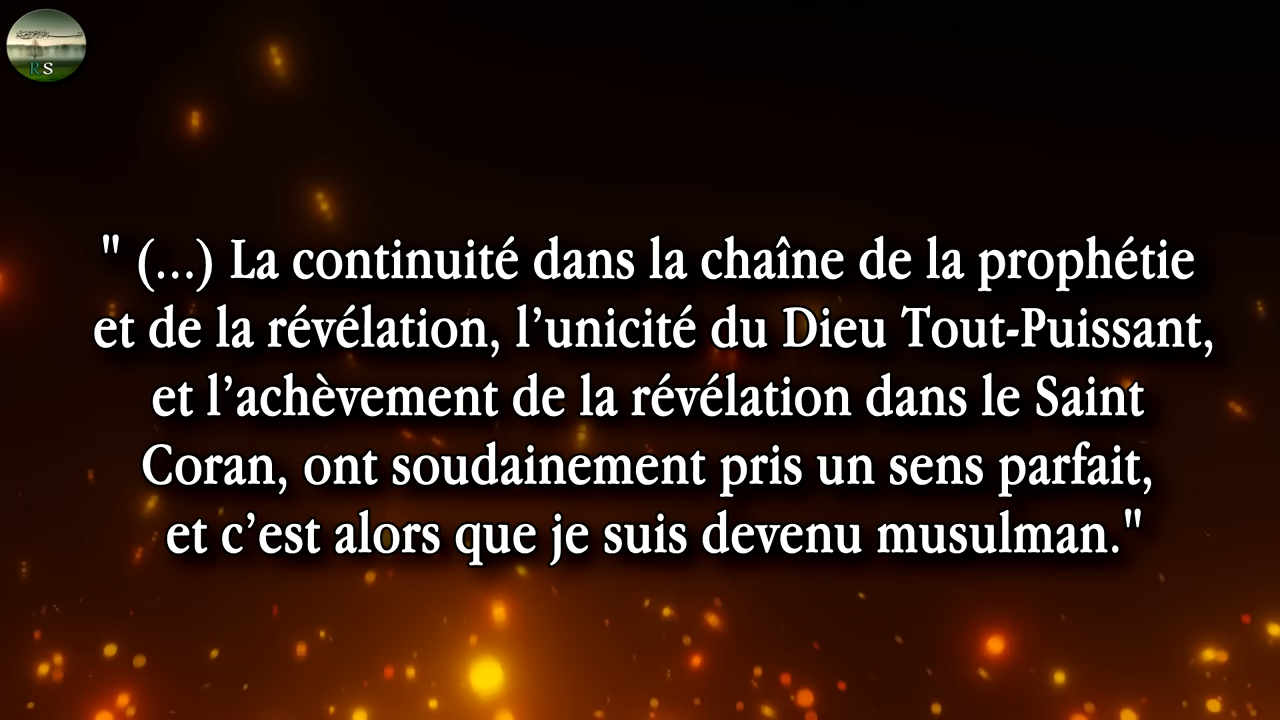 RS
" (...) La continuité dans la chaîne de la prophétie
et de la révélation, l’unicité du Dieu Tout-Puissant,
et l’achèvement de la révélation dans le Saint
Coran, ont soudainement pris un sens parfait,
et c’est alors que je suis devenu musulman."